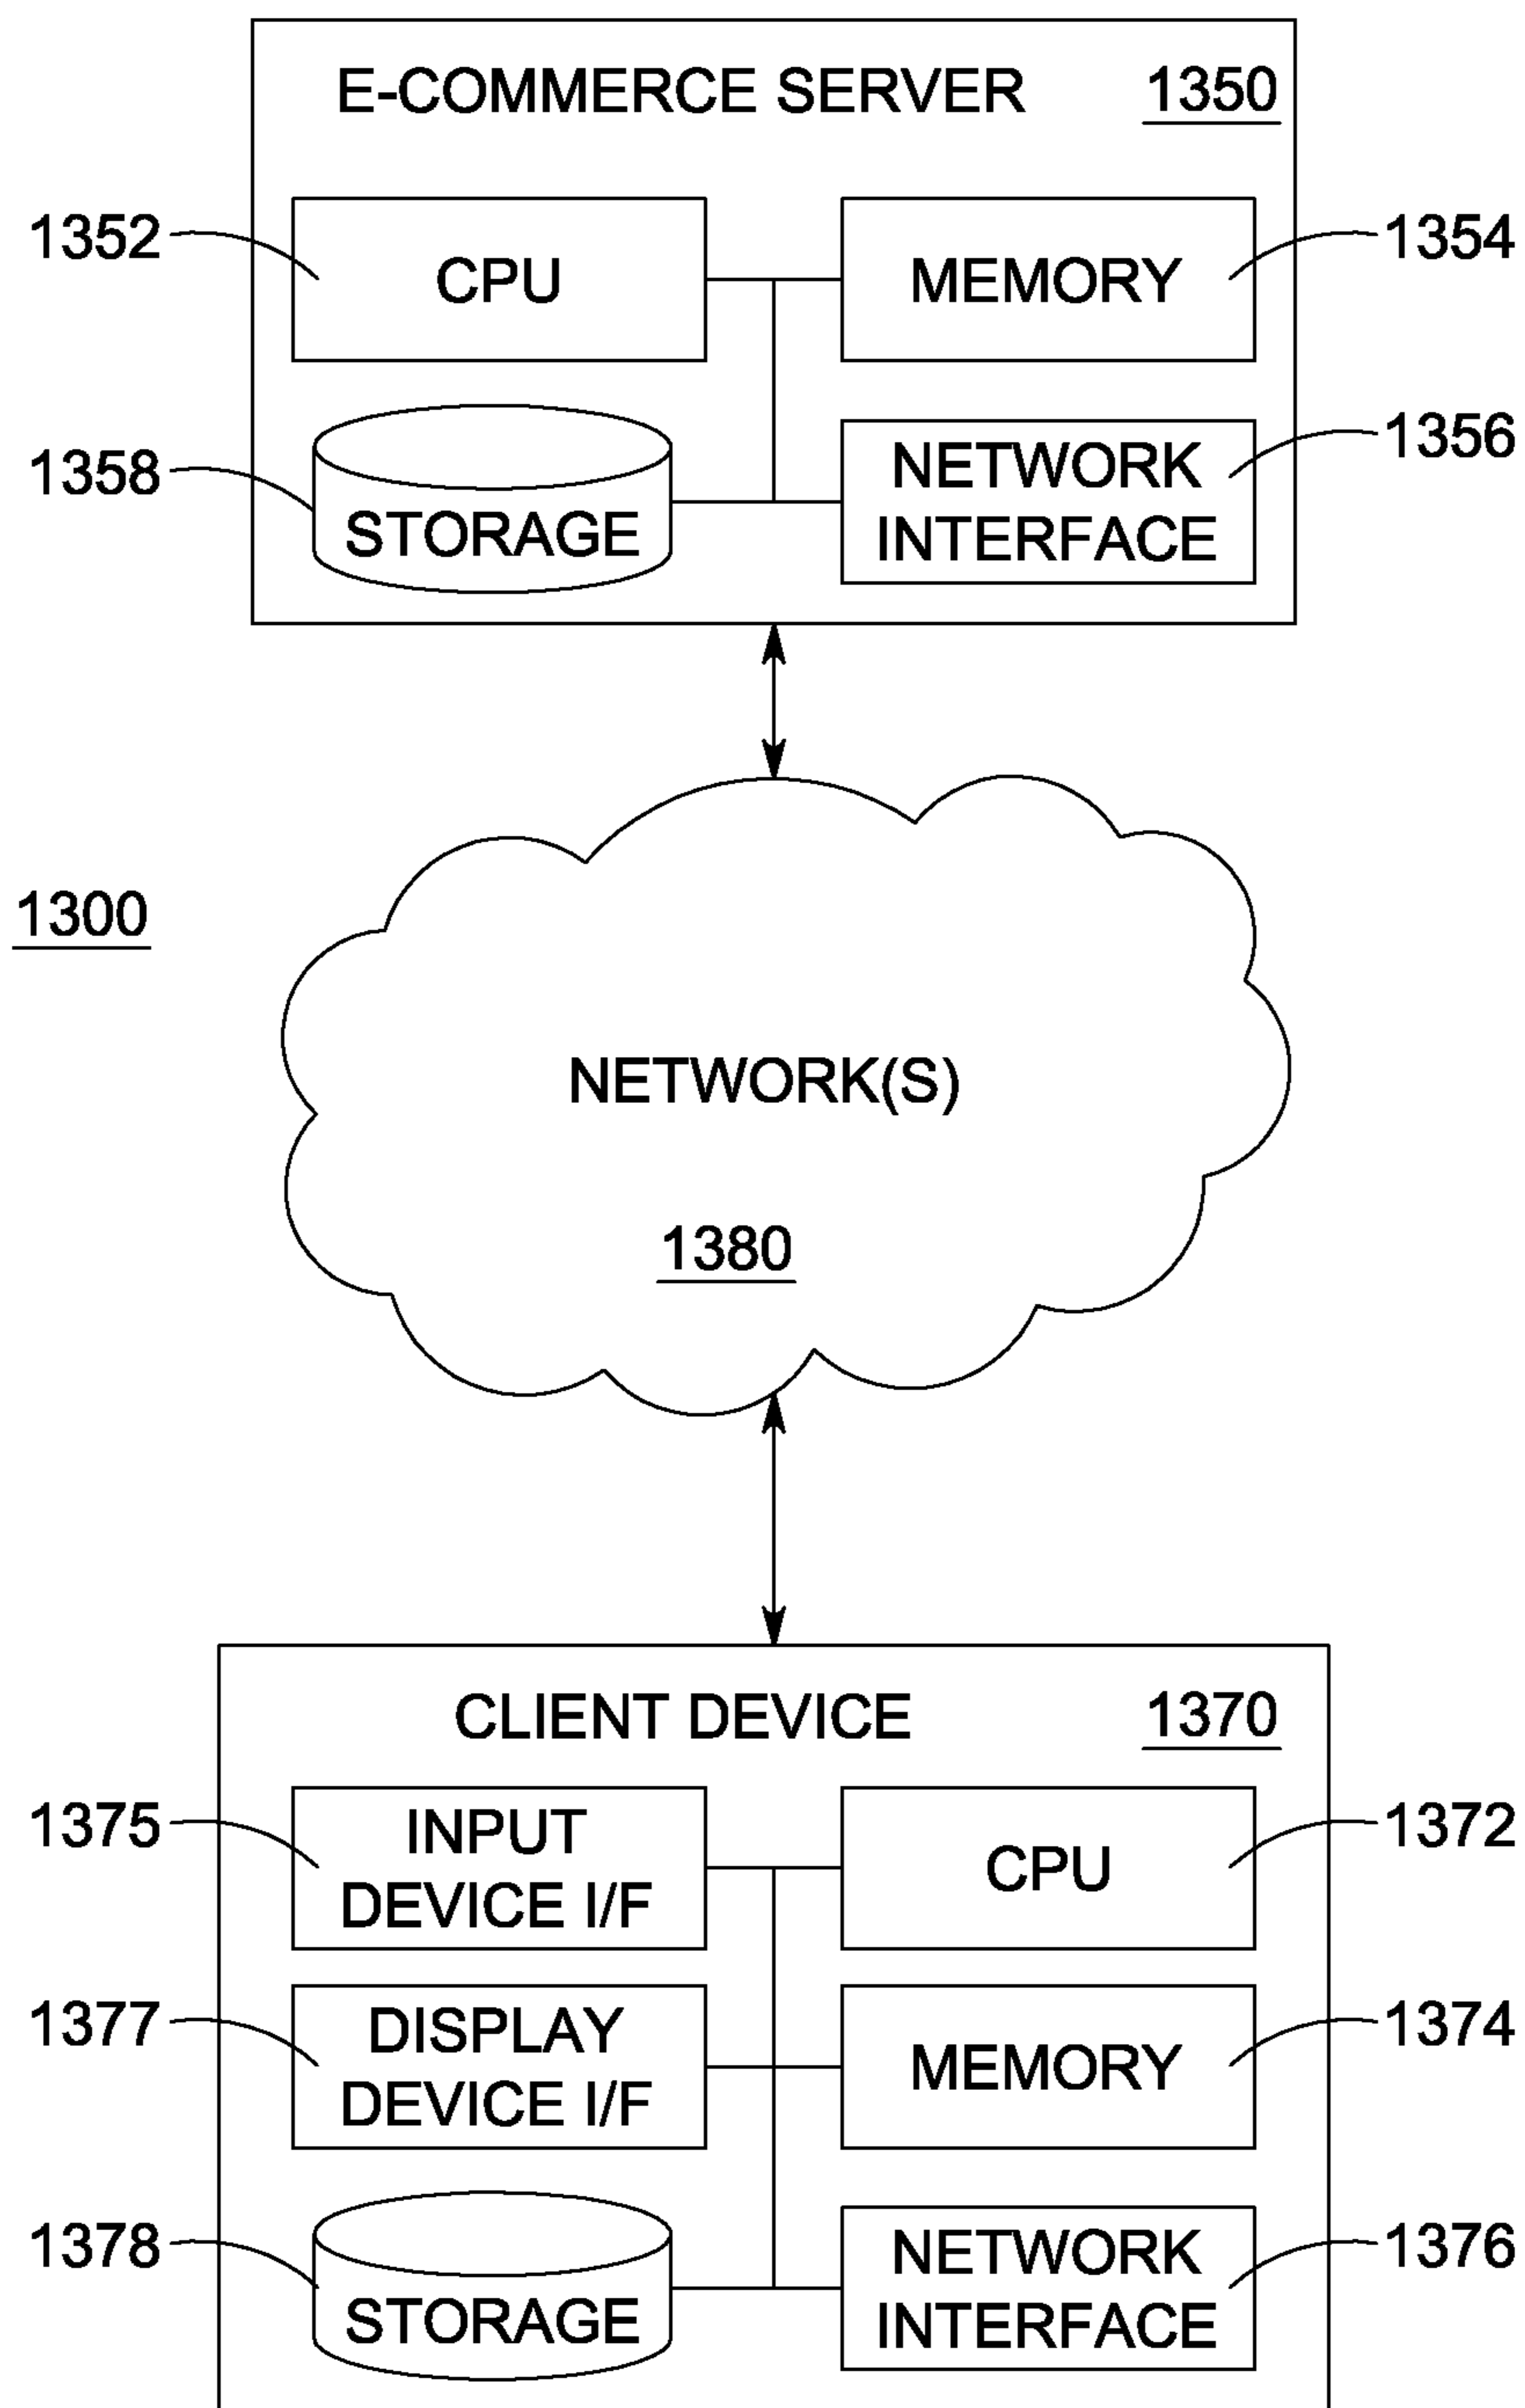 E-COMMERCE SERVER 1350
1352 CPU MEMORY 1354
1358 STORAGE NETWORK INTERFACE 1356
1300
NETWORK(S)
1380
CLIENT DEVICE 1370
1375 INPUT DEVICE I/F CPU 1372
1377 DISPLAY DEVICE I/F MEMORY 1374
1378 STORAGE NETWORK INTERFACE 1376